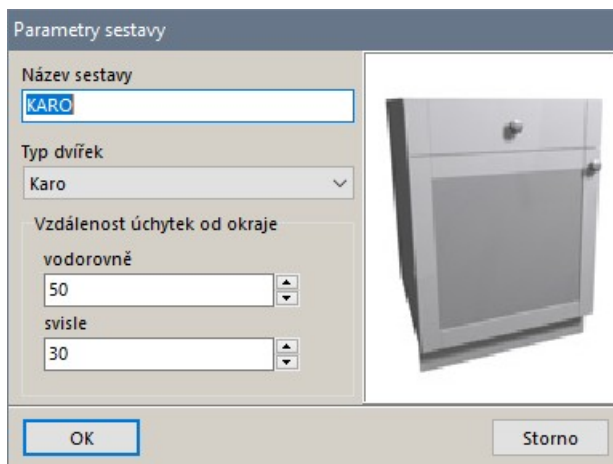 Parametry sestavy
Název sestavy
KARO
Typ dvířek
Karo
Vzdálenost úchytek od okraje
vodorovně
50
svisle
30
OK
Storno